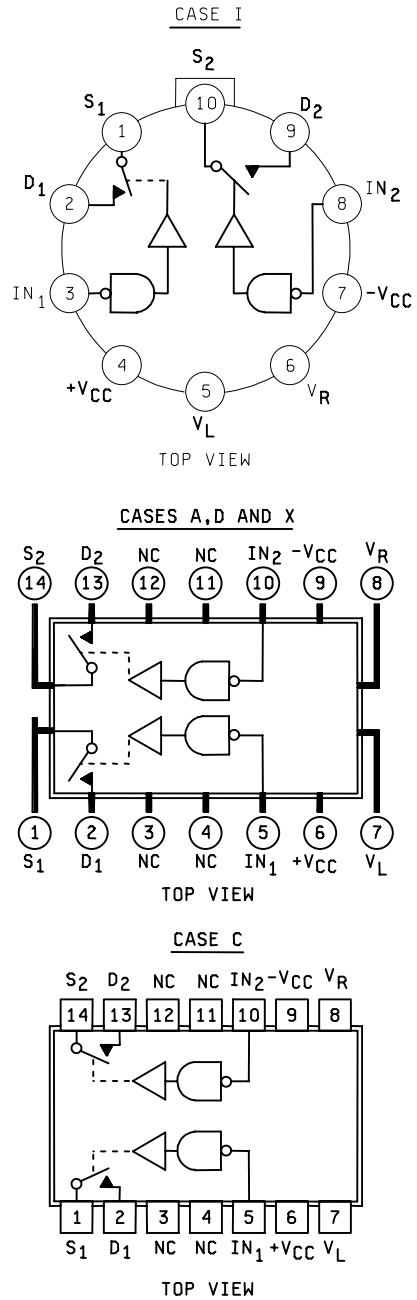 CASE I
S2
S1 10 D2
1 9
D1 IN2
2 8
IN1 3 7 -VCC
4 6
+VCC 5 VR
VL
TOP VIEW
CASES A,D AND X
S2 D2 NC NC IN2 -VCC VR
14 13 12 11 10 9 8
1 2 3 4 5 6 7
S1 D1 NC NC IN1 +VCC VL
TOP VIEW
CASE C
S2 D2 NC NC IN2 -VCC VR
14 13 12 11 10 9 8
1 2 3 4 5 6 7
S1 D1 NC NC IN1 +VCC VL
TOP VIEW